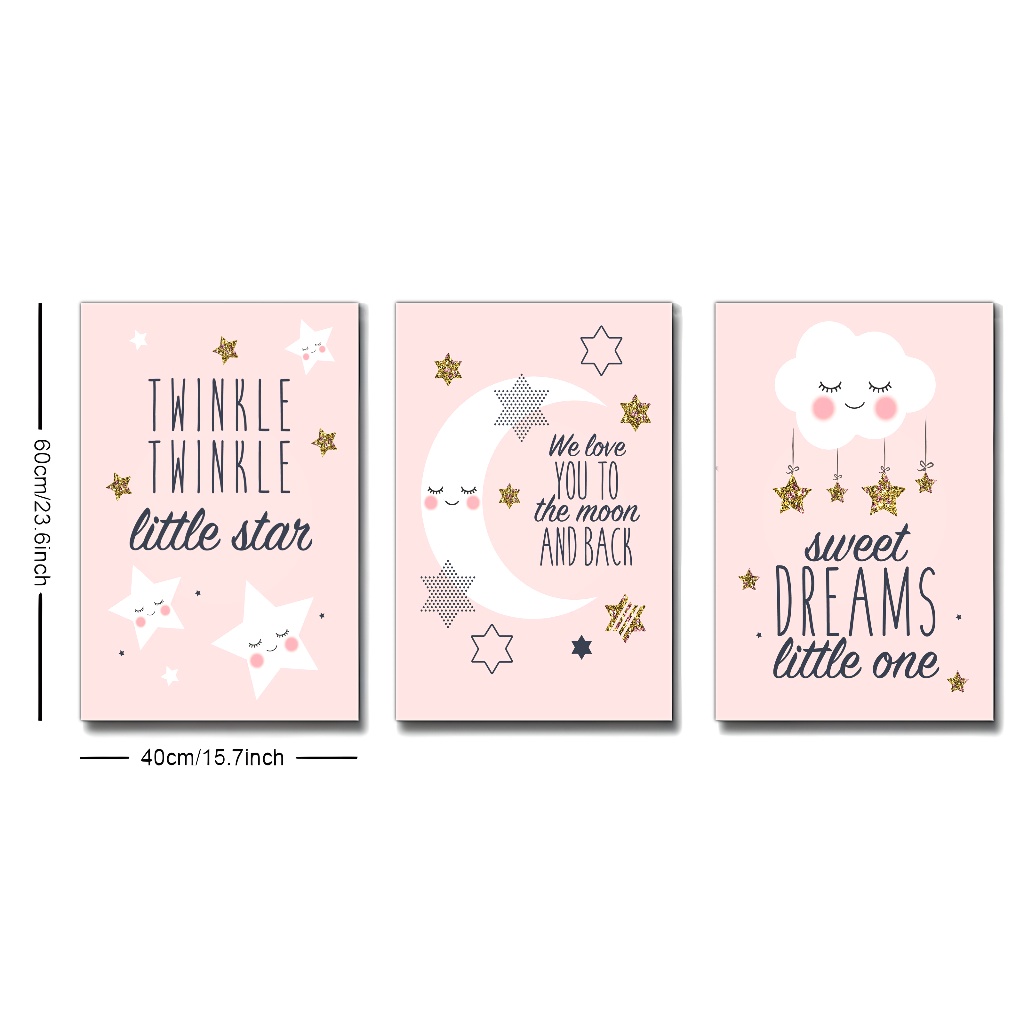 60cm/23.6inch
TWINKLE
TWINKLE
little star
We love
YOU TO
the moon
AND BACK
sweet
DREAMS
little one
40cm/15.7inch